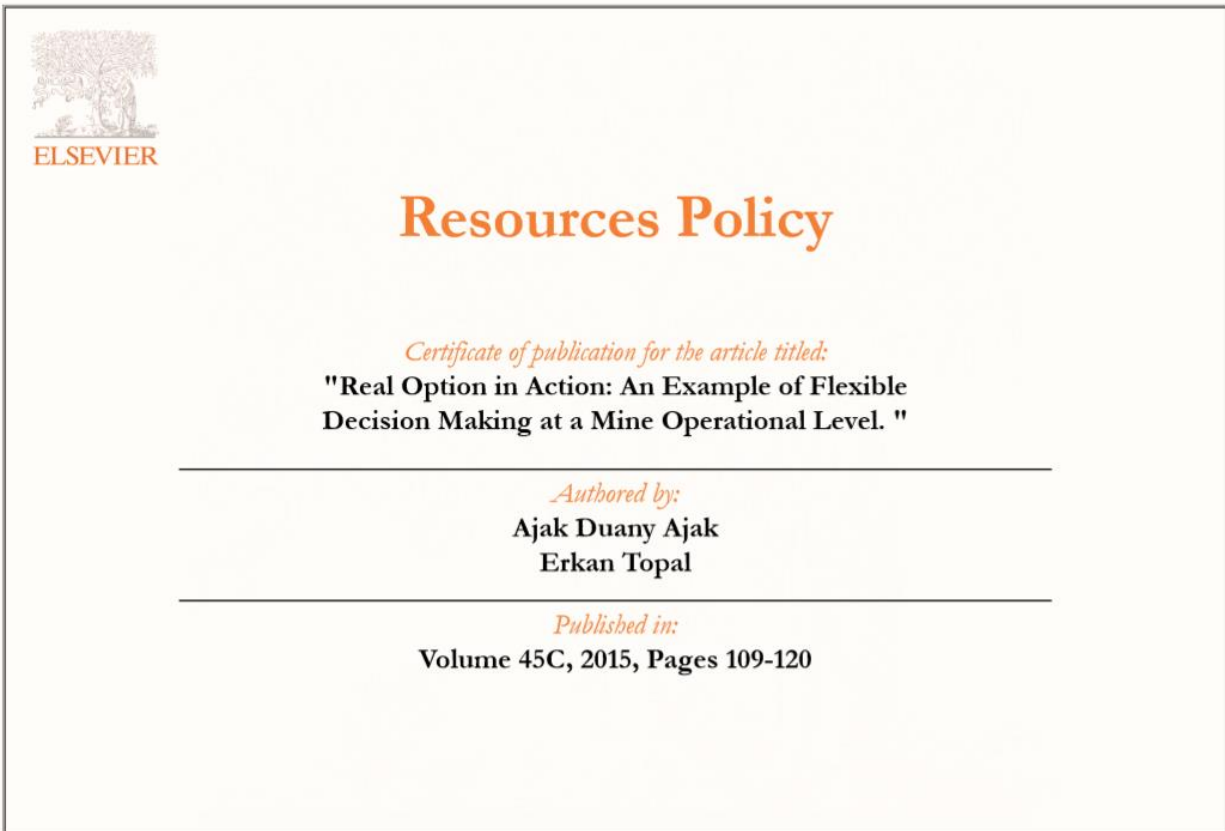 ELSEVIER
Resources Policy
Certificate of publication for the article titled:
"Real Option in Action: An Example of Flexible
Decision Making at a Mine Operational Level. "
Authored by:
Ajak Duany Ajak
Erkan Topal
Published in:
Volume 45C, 2015, Pages 109-120